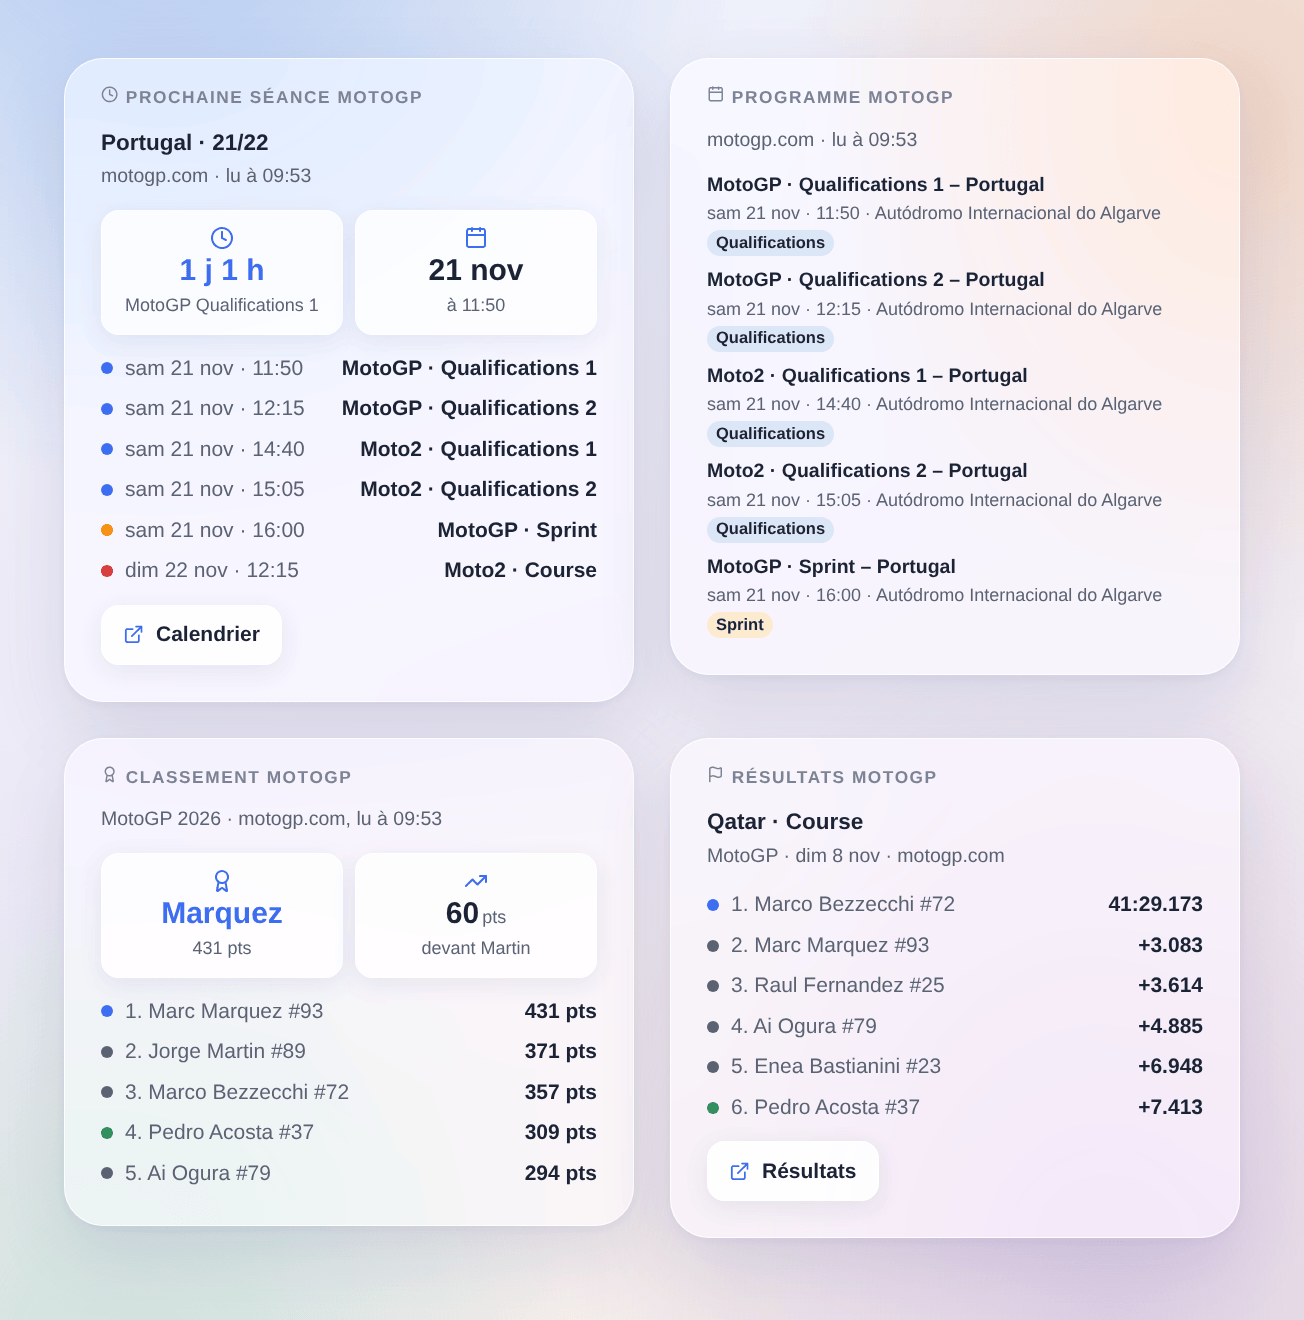 PROCHAINE SÉANCE MOTOGP
Portugal · 21/22
motogp.com · lu à 09:53
1 j 1 h
MotoGP Qualifications 1
21 nov
à 11:50
sam 21 nov · 11:50 MotoGP · Qualifications 1
sam 21 nov · 12:15 MotoGP · Qualifications 2
sam 21 nov · 14:40 Moto2 · Qualifications 1
sam 21 nov · 15:05 Moto2 · Qualifications 2
sam 21 nov · 16:00 MotoGP · Sprint
dim 22 nov · 12:15 Moto2 · Course
Calendrier
PROGRAMME MOTOGP
motogp.com · lu à 09:53
MotoGP · Qualifications 1 – Portugal
sam 21 nov · 11:50 · Autódromo Internacional do Algarve
Qualifications
MotoGP · Qualifications 2 – Portugal
sam 21 nov · 12:15 · Autódromo Internacional do Algarve
Qualifications
Moto2 · Qualifications 1 – Portugal
sam 21 nov · 14:40 · Autódromo Internacional do Algarve
Qualifications
Moto2 · Qualifications 2 – Portugal
sam 21 nov · 15:05 · Autódromo Internacional do Algarve
Qualifications
MotoGP · Sprint – Portugal
sam 21 nov · 16:00 · Autódromo Internacional do Algarve
Sprint
CLASSEMENT MOTOGP
MotoGP 2026 · motogp.com, lu à 09:53
Marquez
431 pts
60 pts
devant Martin
1. Marc Marquez #93 431 pts
2. Jorge Martin #89 371 pts
3. Marco Bezzecchi #72 357 pts
4. Pedro Acosta #37 309 pts
5. Ai Ogura #79 294 pts
RÉSULTATS MOTOGP
Qatar · Course
MotoGP · dim 8 nov · motogp.com
1. Marco Bezzecchi #72 41:29.173
2. Marc Marquez #93 +3.083
3. Raul Fernandez #25 +3.614
4. Ai Ogura #79 +4.885
5. Enea Bastianini #23 +6.948
6. Pedro Acosta #37 +7.413
Résultats